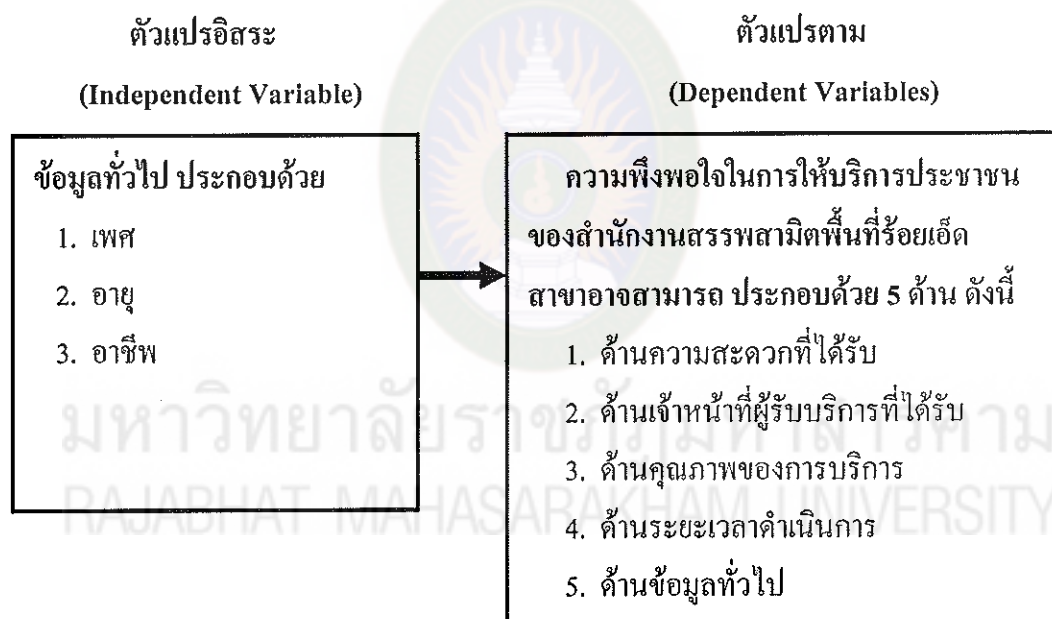 ตัวแปรอิสระ
(Independent Variable)
ข้อมูลทั่วไป ประกอบด้วย
1. เพศ
2. อายุ
3. อาชีพ
ตัวแปรตาม
(Dependent Variables)
ความพึงพอใจในการให้บริการประชาชน
ของสำนักงานสรรพสามิตพื้นที่ร้อยเอ็ด
สาขาอาจสามารถ ประกอบด้วย 5 ด้าน ดังนี้
1. ด้านความสะดวกที่ได้รับ
2. ด้านเจ้าหน้าที่ผู้รับบริการที่ได้รับ
3. ด้านคุณภาพของการบริการ
4. ด้านระยะเวลาดำเนินการ
5. ด้านข้อมูลทั่วไป
มหาวิทยาลัยราชภัฏมหาสารคาม
RAJABHAT MAHASARAKHAM UNIVERSITY